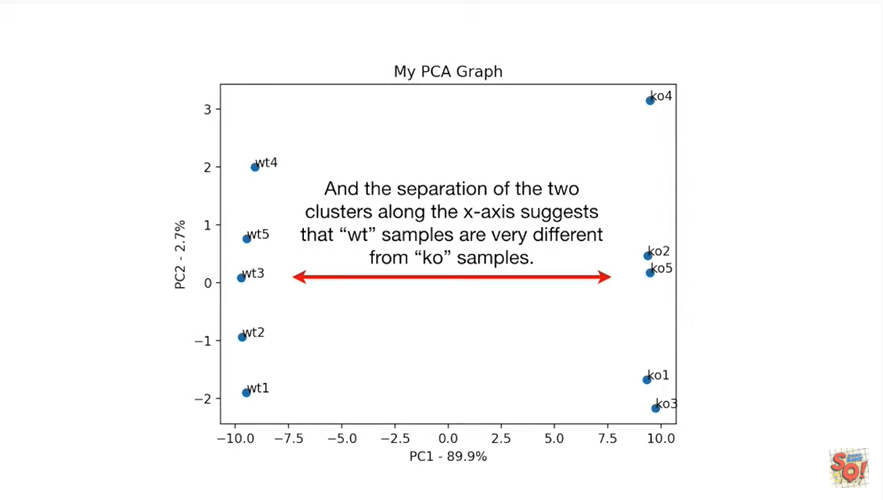 My PCA Graph
ko4
3
wt4
2
And the separation of the two
clusters along the x-axis suggests
that “wt” samples are very different
from “ko” samples.
1
wt5
ko2
wt3
ko5
0
PC2 - 2.7%
−1
wt2
ko1
wt1
ko3
−2
−10.0 −7.5 −5.0 −2.5 0.0 2.5 5.0 7.5 10.0
PC1 - 89.9%
SQ!